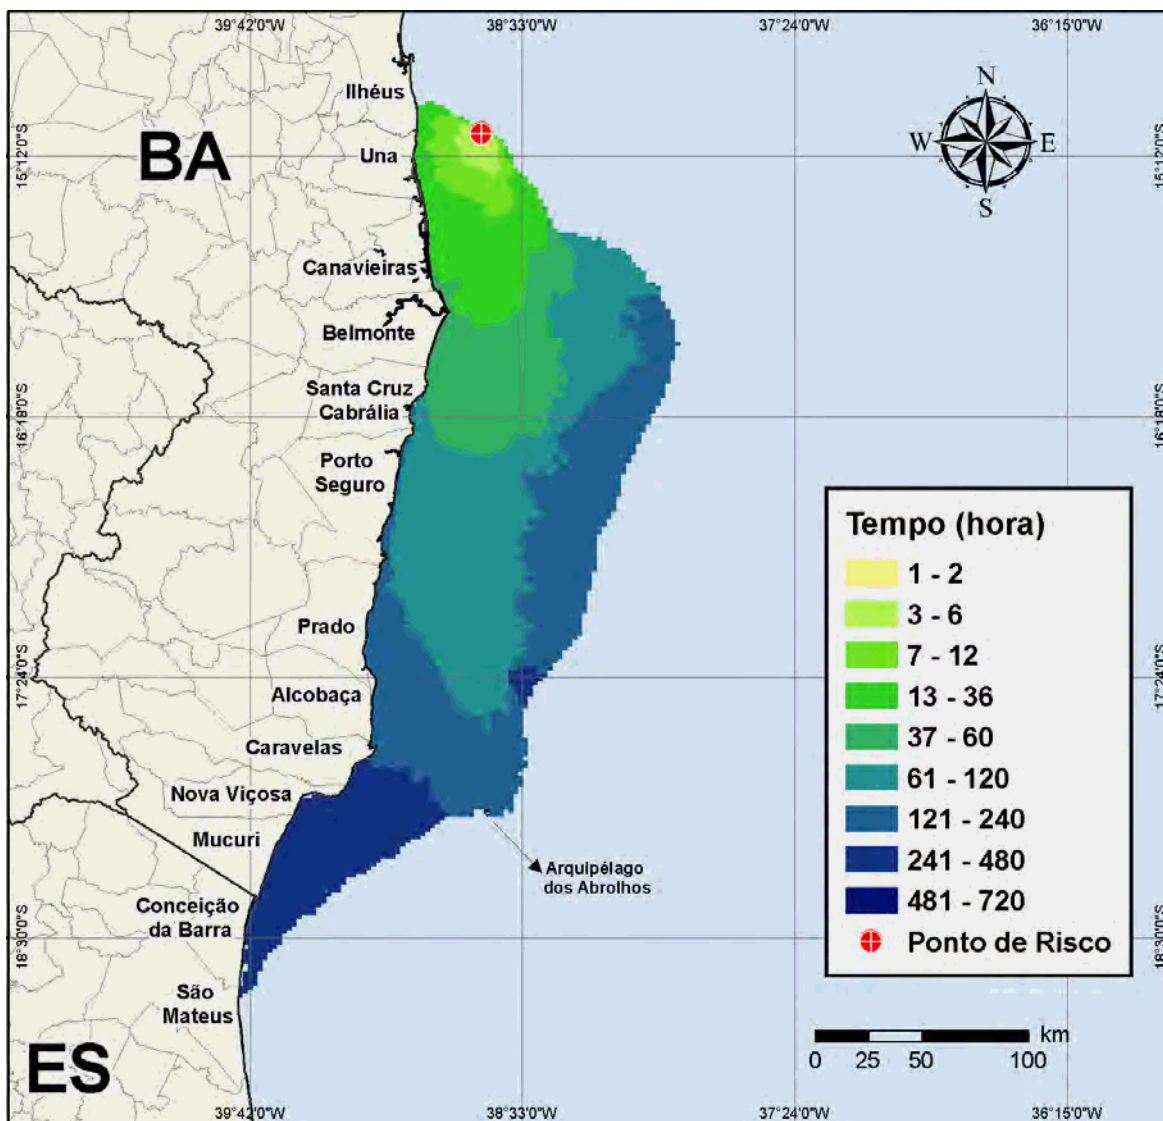 39°42'0"W 38°33'0"W 37°24'0"W 36°15'0"W
Ilhéus
BA
Una
15°12'0"S
15°12'0"S
N
W E
S
Canavieiras
Belmonte
Santa Cruz
Cabrália
16°18'0"S
16°18'0"S
Porto
Seguro
Prado
Alcobaça
17°24'0"S
17°24'0"S
Caravelas
Nova Viçosa
Mucuri
Arquipélago
dos Abrolhos
Conceição
da Barra
18°30'0"S
18°30'0"S
São
Mateus
ES
Tempo (hora)
1 - 2
3 - 6
7 - 12
13 - 36
37 - 60
61 - 120
121 - 240
241 - 480
481 - 720
Ponto de Risco
km
0 25 50 100
39°42'0"W 38°33'0"W 37°24'0"W 36°15'0"W